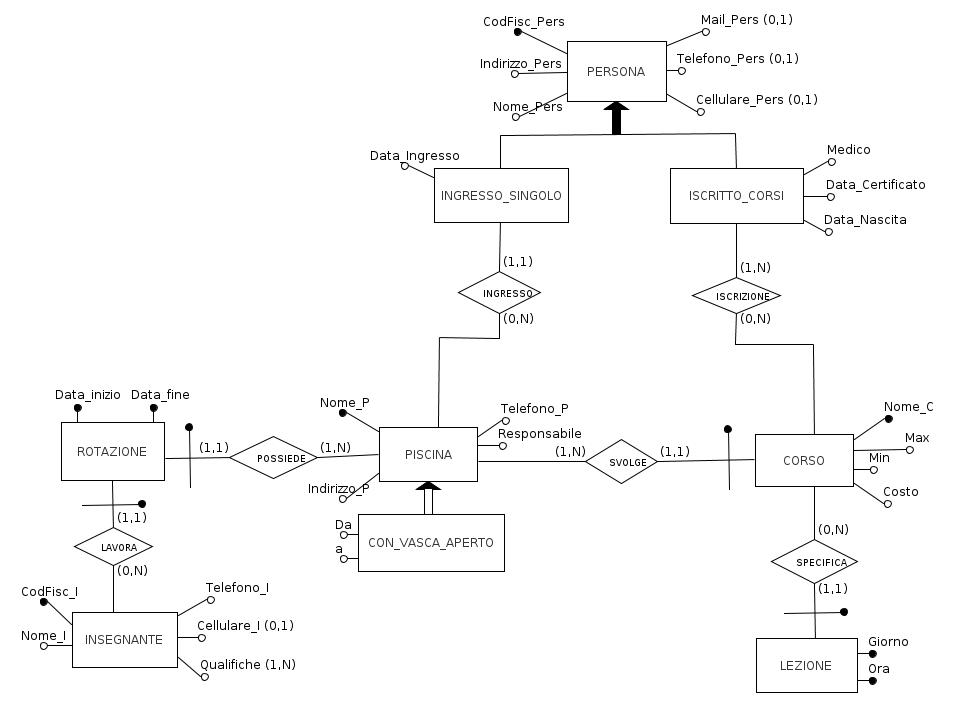 CodFisc_Pers
Mail_Pers (0,1)
Indirizzo_Pers
PERSONA
Telefono_Pers (0,1)
Nome_Pers
Cellulare_Pers (0,1)
Data_Ingresso
Medico
INGRESSO_SINGOLO
ISCRITTO_CORSI
Data_Certificato
Data_Nascita
(1,1)
(1,N)
INGRESSO
ISCRIZIONE
(0,N)
(0,N)
Data_inizio
Data_fine
Nome_P
Telefono_P
Nome_C
ROTAZIONE
(1,1)
POSSIEDE
(1,N)
PISCINA
Responsabile
(1,N)
SVOLGE
(1,1)
CORSO
Max
Min
Indirizzo_P
Costo
(1,1)
Da
a
CON_VASCA_APERTO
(0,N)
LAVORA
SPECIFICA
(0,N)
(1,1)
CodFisc_I
Telefono_I
Nome_I
INSEGNANTE
Cellulare_I (0,1)
Qualifiche (1,N)
LEZIONE
Giorno
Ora